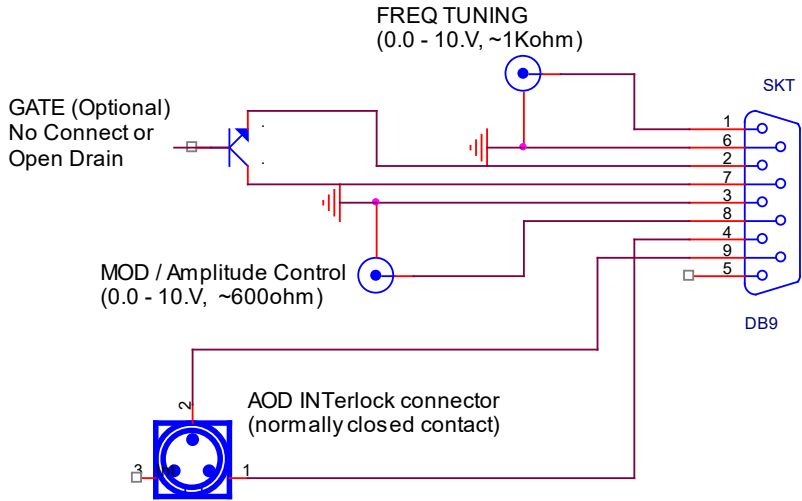 FREQ TUNING
(0.0 - 10.V, ~1Kohm)
SKT
GATE (Optional)
No Connect or
Open Drain
1
6
2
7
3
8
4
9
5
MOD / Amplitude Control
(0.0 - 10.V, ~600ohm)
DB9
2
AOD INTerlock connector
(normally closed contact)
3
Int
1